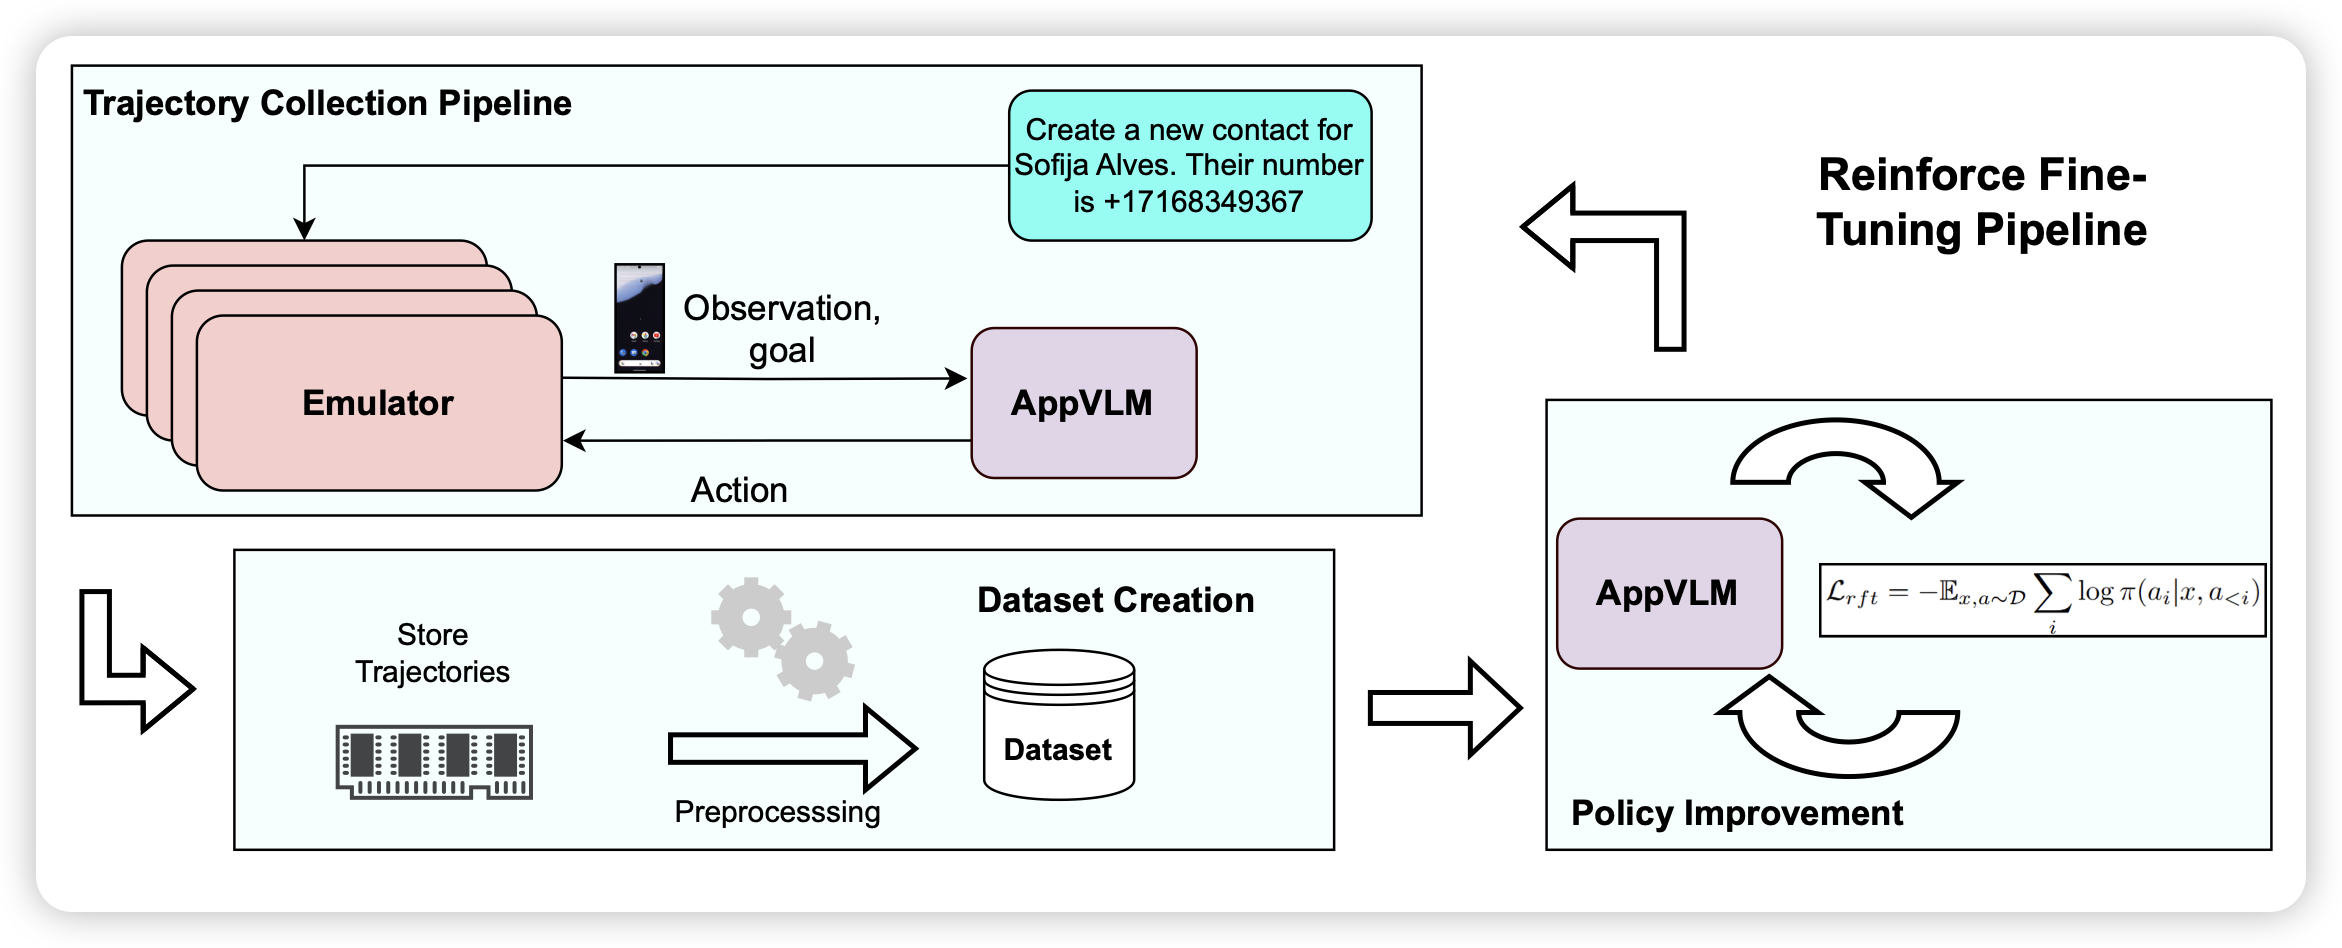 Trajectory Collection Pipeline
Create a new contact for
Sofija Alves. Their number
is +17168349367
Reinforce Fine-
Tuning Pipeline
Observation,
goal
Emulator
AppVLM
Action
Store
Trajectories
Dataset Creation
Dataset
Preprocesssing
AppVLM
$\mathcal{L}_{rft} = -\mathbb{E}_{x,a\sim\mathcal{D}} \sum_{i} \log \pi(a_i|x, a_{<i})$
Policy Improvement